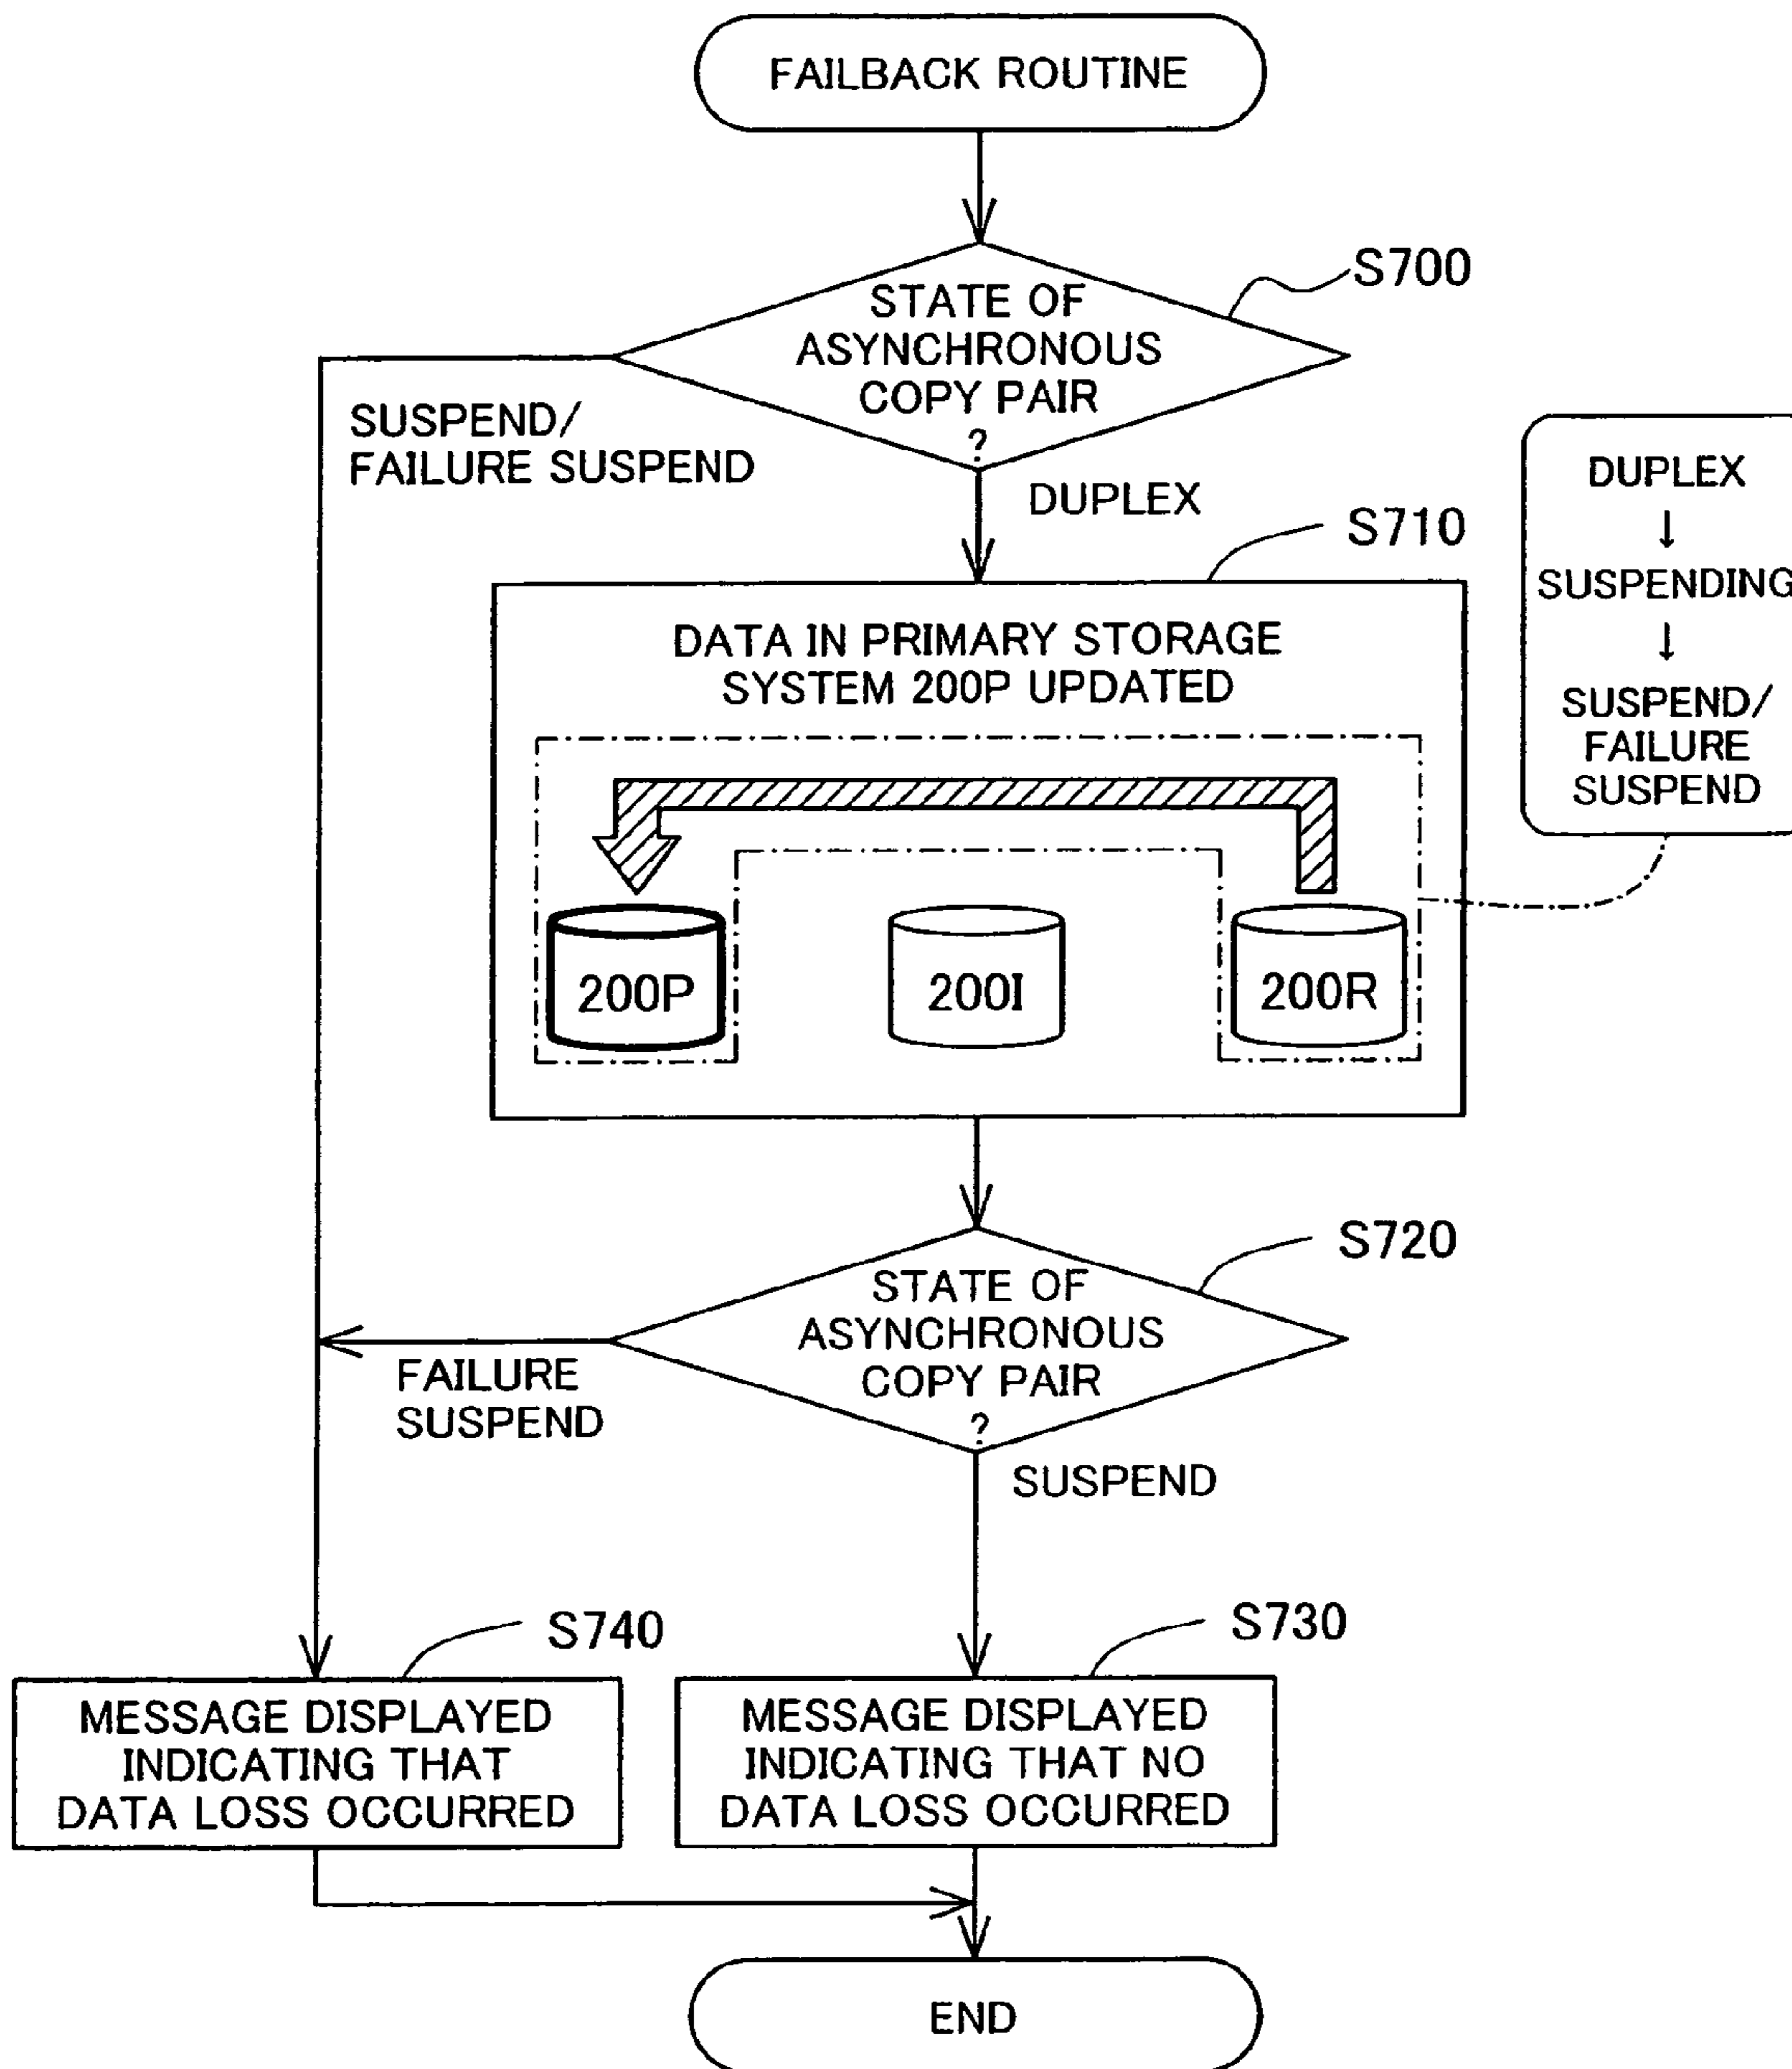 FAILBACK ROUTINE
S700
STATE OF
ASYNCHRONOUS
COPY PAIR
?
SUSPEND/
FAILURE SUSPEND
DUPLEX
S710
DUPLEX
↓
SUSPENDING
↓
SUSPEND/
FAILURE
SUSPEND
DATA IN PRIMARY STORAGE
SYSTEM 200P UPDATED
200P
200I
200R
S720
STATE OF
ASYNCHRONOUS
COPY PAIR
?
FAILURE
SUSPEND
SUSPEND
S740
MESSAGE DISPLAYED
INDICATING THAT
DATA LOSS OCCURRED
S730
MESSAGE DISPLAYED
INDICATING THAT NO
DATA LOSS OCCURRED
END